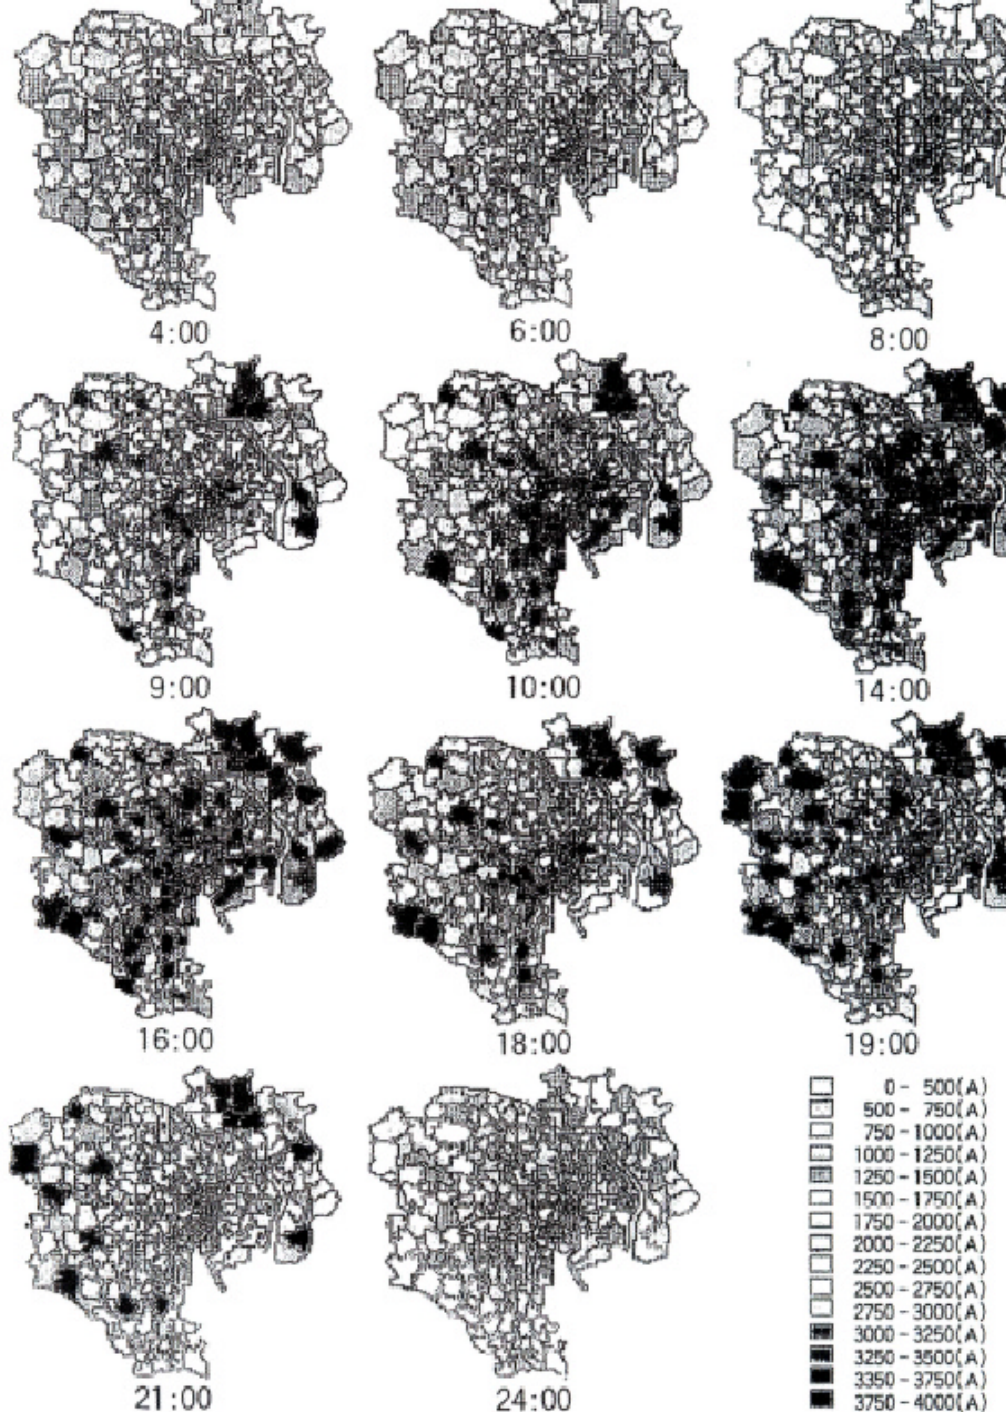 4:00
6:00
8:00
9:00
10:00
14:00
16:00
18:00
19:00
21:00
24:00
0 - 500(A)
500 - 750(A)
750 - 1000(A)
1000 - 1250(A)
1250 - 1500(A)
1500 - 1750(A)
1750 - 2000(A)
2000 - 2250(A)
2250 - 2500(A)
2500 - 2750(A)
2750 - 3000(A)
3000 - 3250(A)
3250 - 3500(A)
3350 - 3750(A)
3750 - 4000(A)